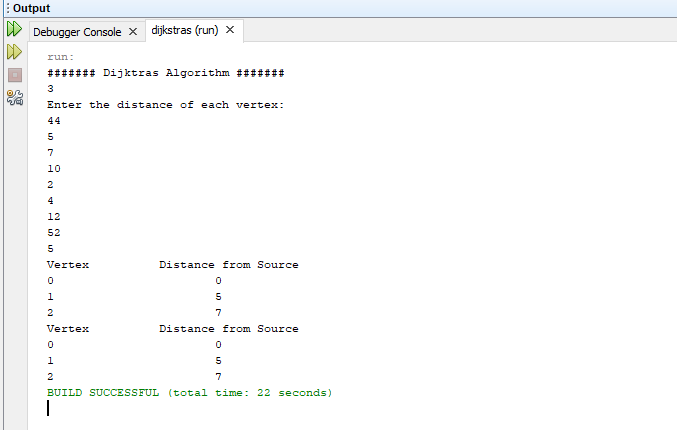 Output
Debugger Console × dijkstras (run) ×
run:
####### Dijktras Algorithm #######
3
Enter the distance of each vertex:
44
5
7
10
2
4
12
52
5
Vertex Distance from Source
0 0
1 5
2 7
Vertex Distance from Source
0 0
1 5
2 7
BUILD SUCCESSFUL (total time: 22 seconds)